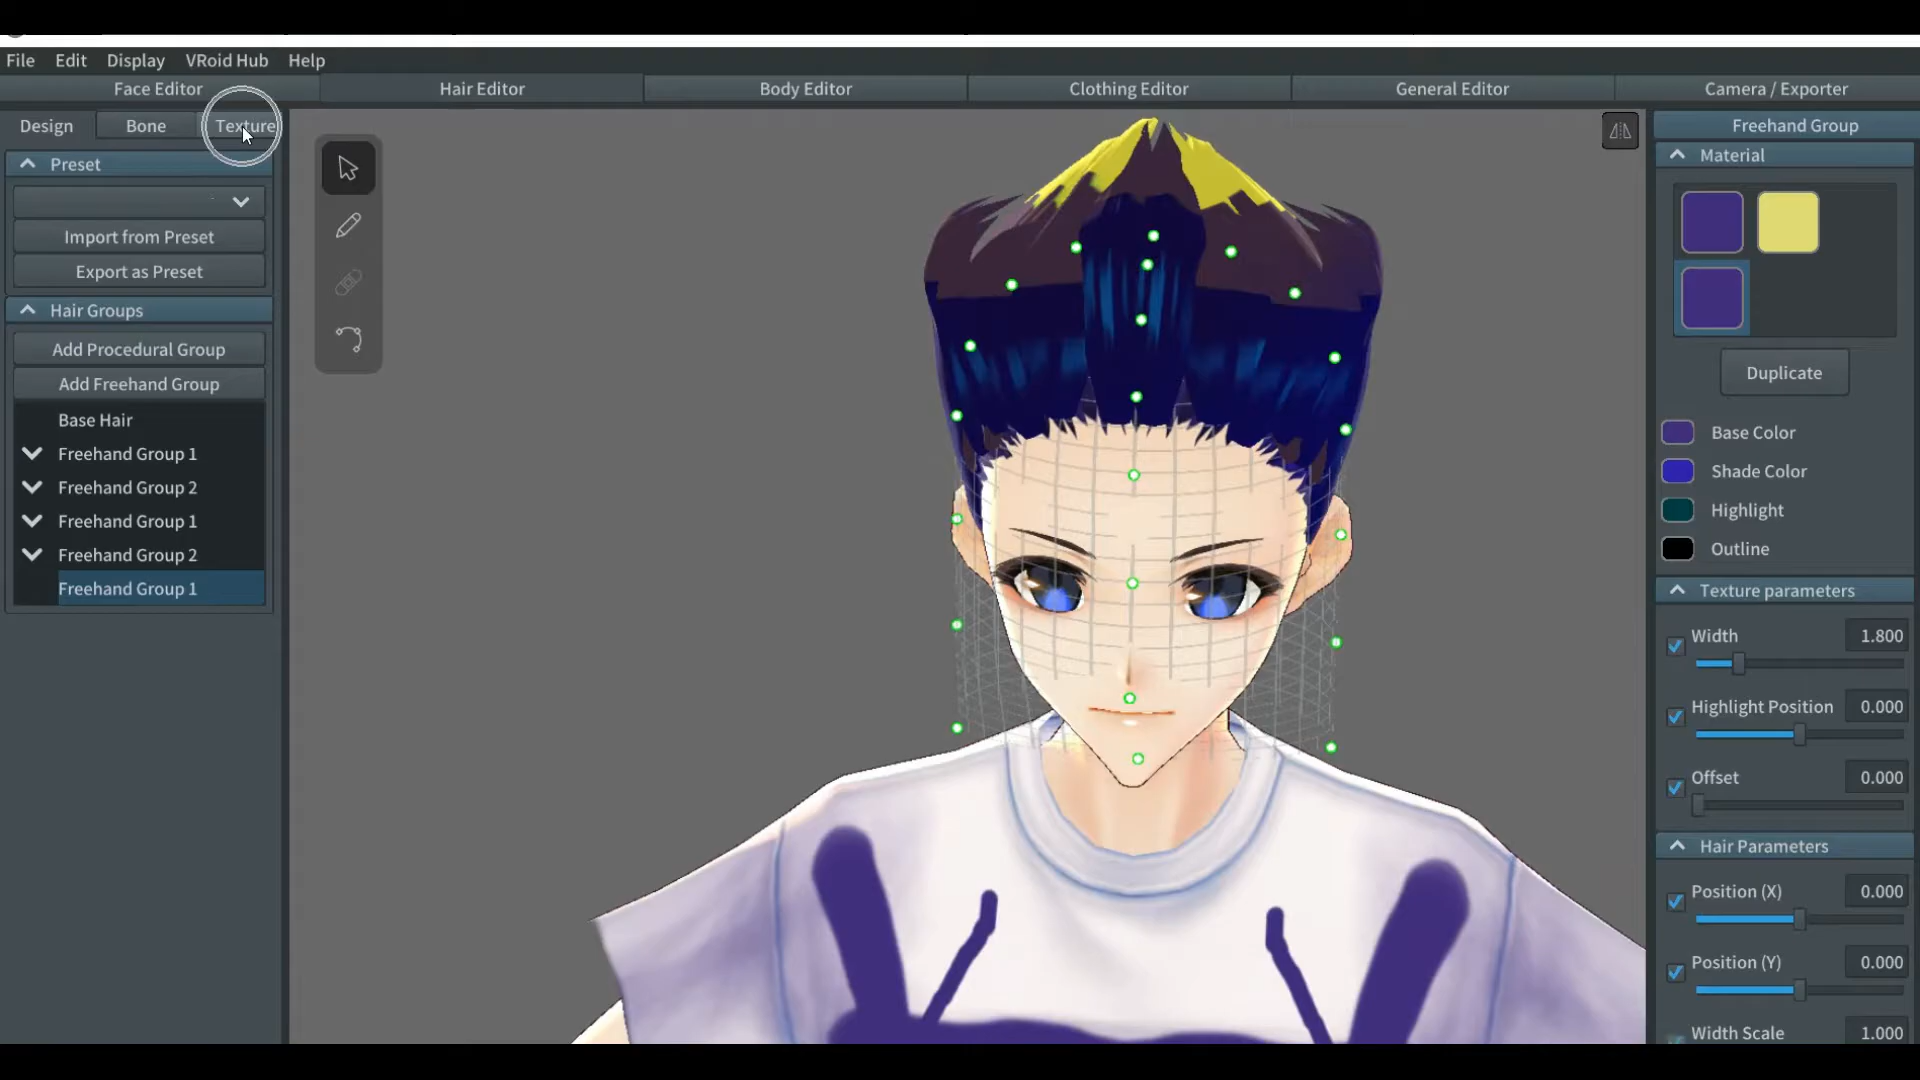 File Edit Display VRoid Hub Help
Face Editor Hair Editor Body Editor Clothing Editor General Editor Camera / Exporter
Design Bone Texture
Preset
Import from Preset
Export as Preset
Hair Groups
Add Procedural Group
Add Freehand Group
Base Hair
Freehand Group 1
Freehand Group 2
Freehand Group 1
Freehand Group 2
Freehand Group 1
Freehand Group
Material
Duplicate
Base Color
Shade Color
Highlight
Outline
Texture parameters
Width 1.800
Highlight Position 0.000
Offset 0.000
Hair Parameters
Position (X) 0.000
Position (Y) 0.000
Width Scale 1.000